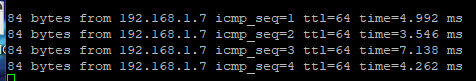 84 bytes from 192.168.1.7 icmp_seq=1 ttl=64 time=4.992 ms
84 bytes from 192.168.1.7 icmp_seq=2 ttl=64 time=3.546 ms
84 bytes from 192.168.1.7 icmp_seq=3 ttl=64 time=7.138 ms
84 bytes from 192.168.1.7 icmp_seq=4 ttl=64 time=4.262 ms